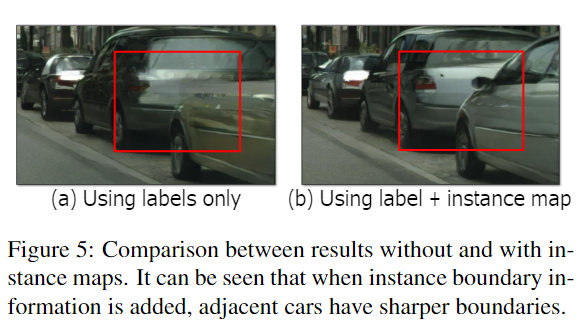 (a) Using labels only
(b) Using label + instance map
Figure 5: Comparison between results without and with in-
stance maps. It can be seen that when instance boundary in-
formation is added, adjacent cars have sharper boundaries.